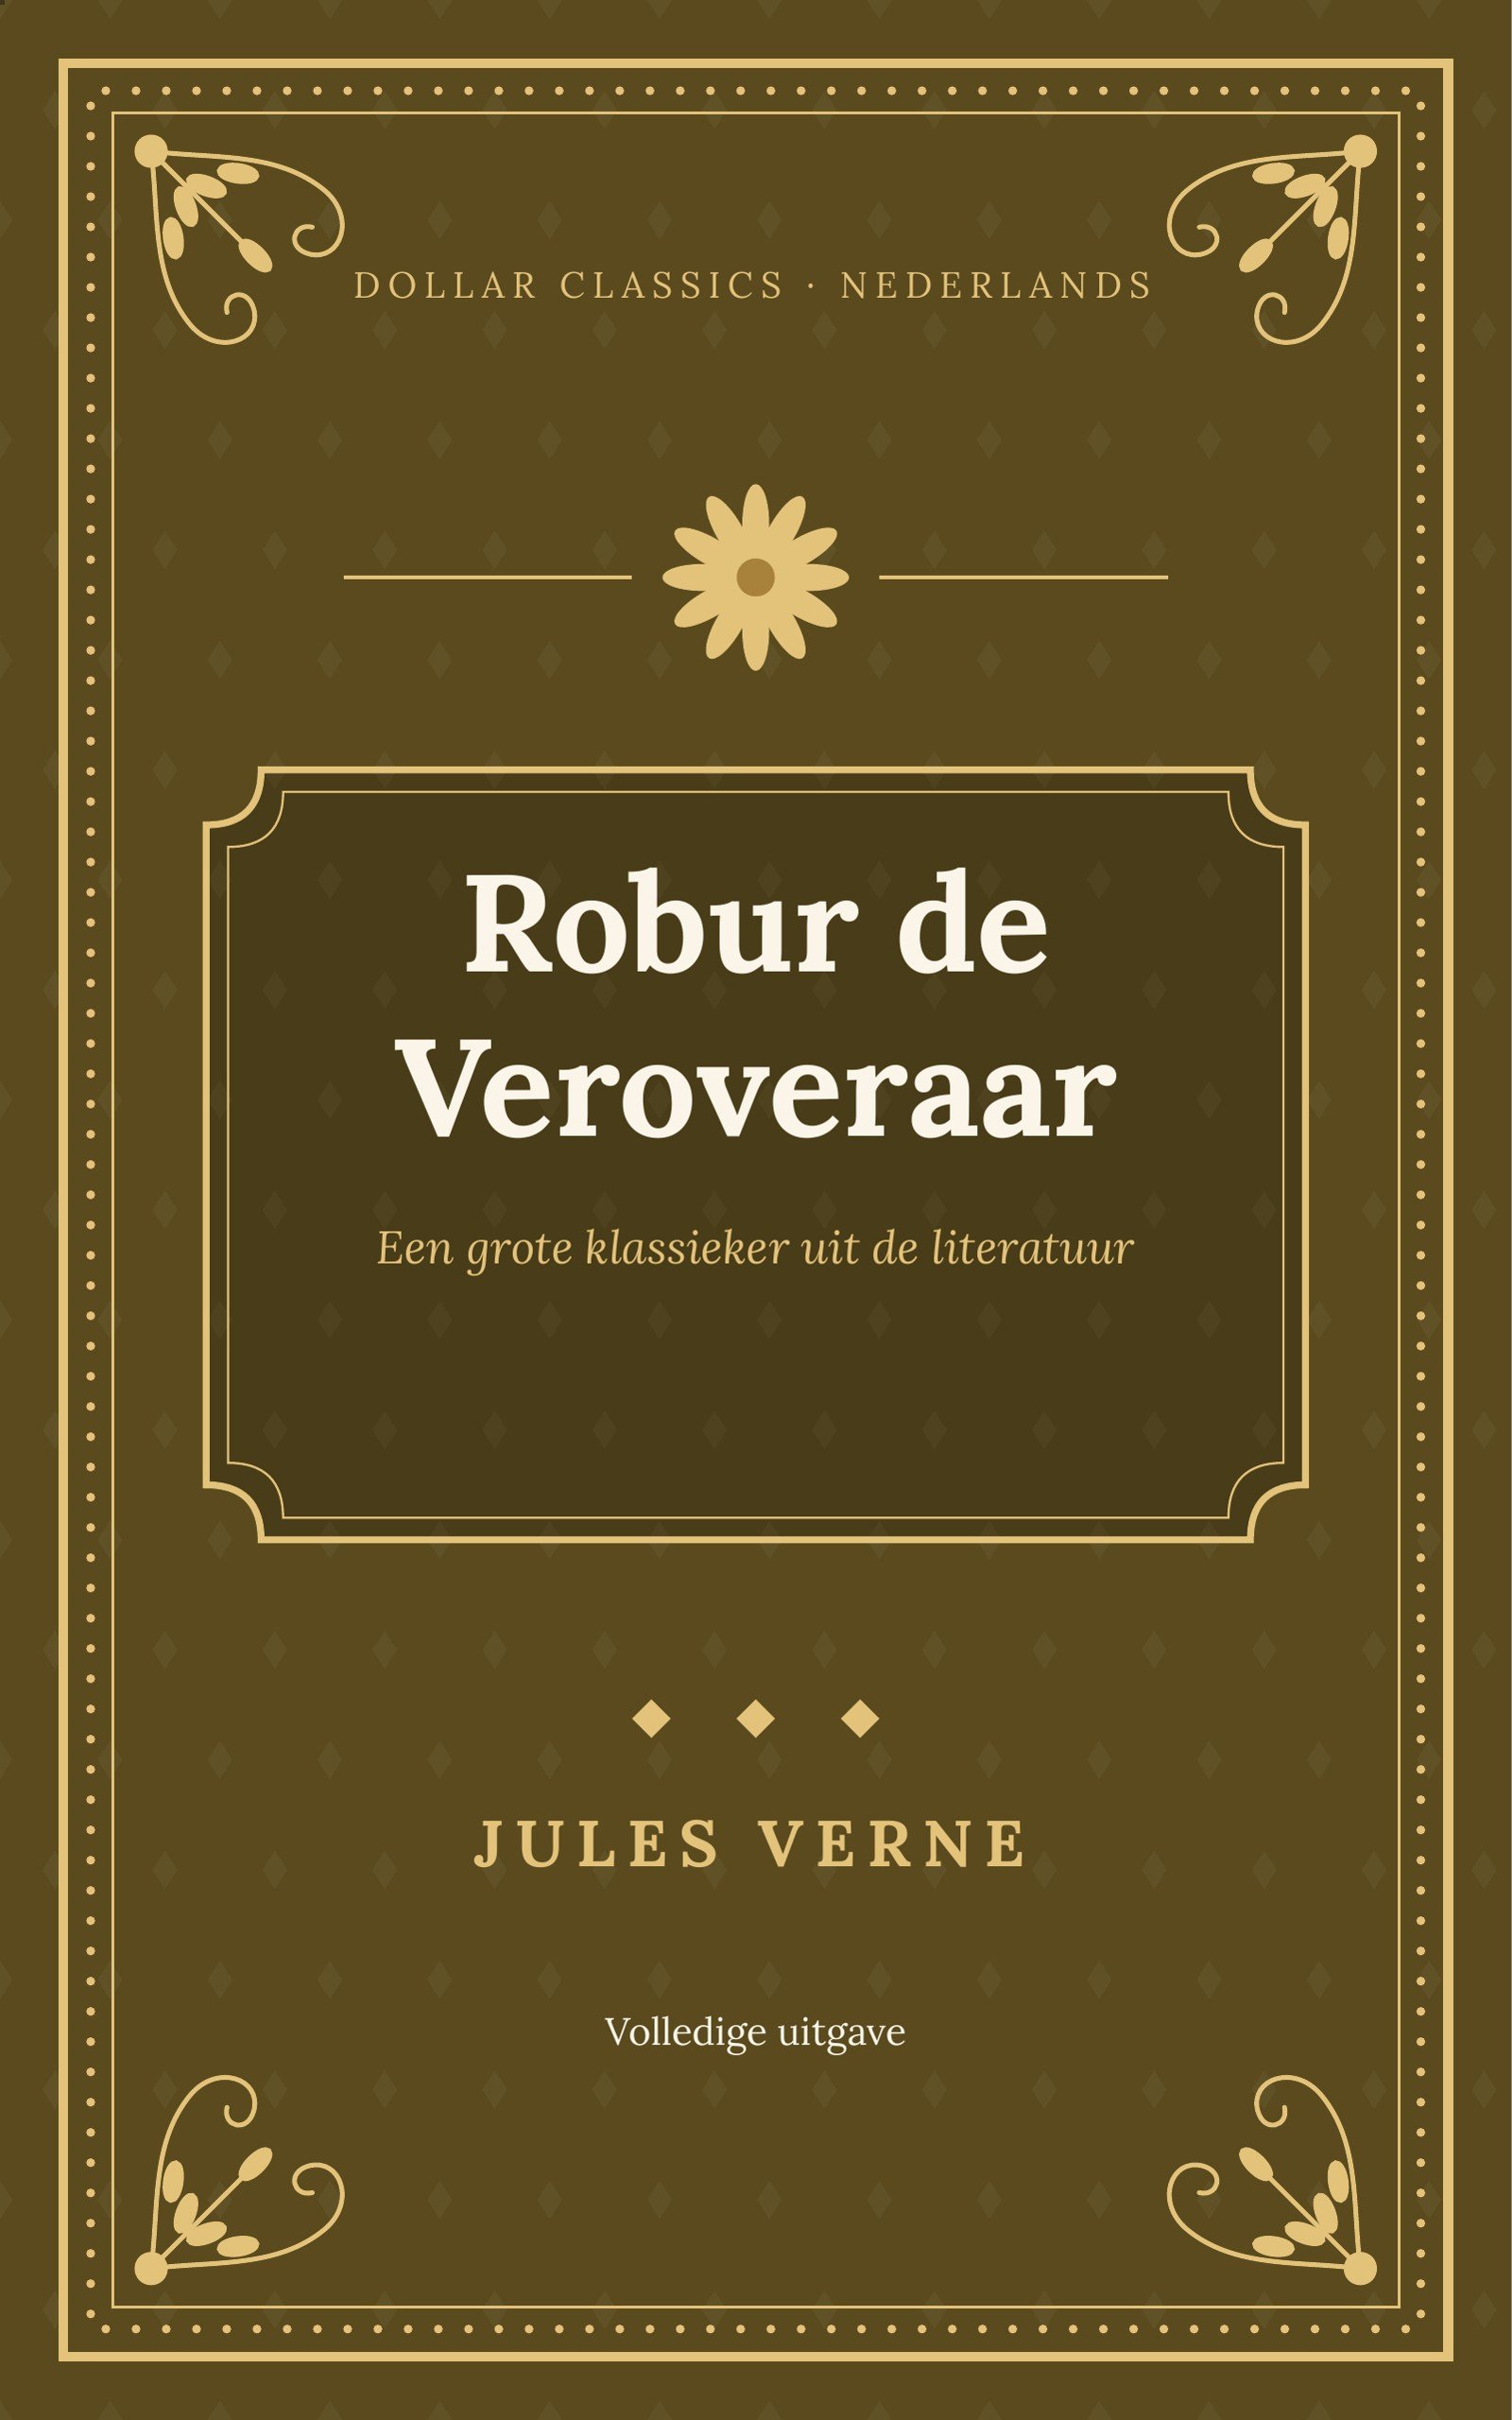 DOLLAR CLASSICS · NEDERLANDS
Robur de
Veroveraar
Een grote klassieker uit de literatuur
JULES VERNE
Volledige uitgave